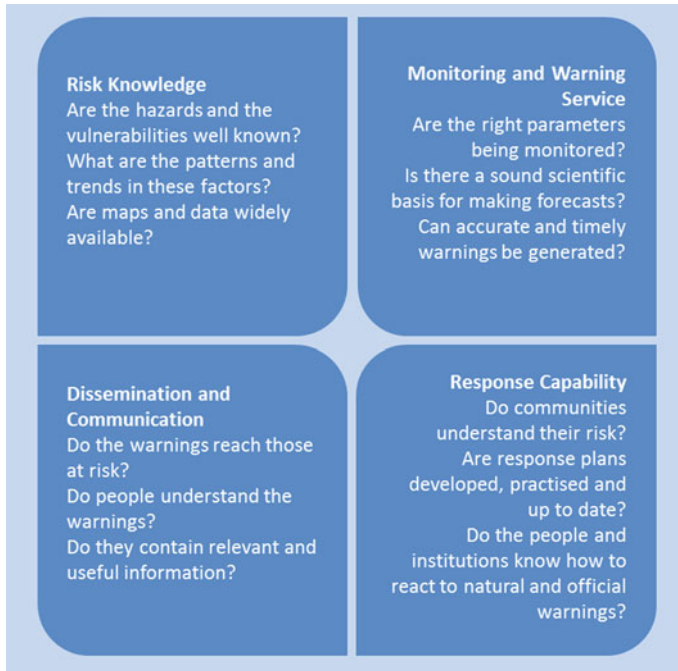 Risk Knowledge
Are the hazards and the
vulnerabilities well known?
What are the patterns and
trends in these factors?
Are maps and data widely
available?
Monitoring and Warning
Service
Are the right parameters
being monitored?
Is there a sound scientific
basis for making forecasts?
Can accurate and timely
warnings be generated?
Dissemination and
Communication
Do the warnings reach those
at risk?
Do people understand the
warnings?
Do they contain relevant and
useful information?
Response Capability
Do communities
understand their risk?
Are response plans
developed, practised and
up to date?
Do the people and
institutions know how to
react to natural and official
warnings?